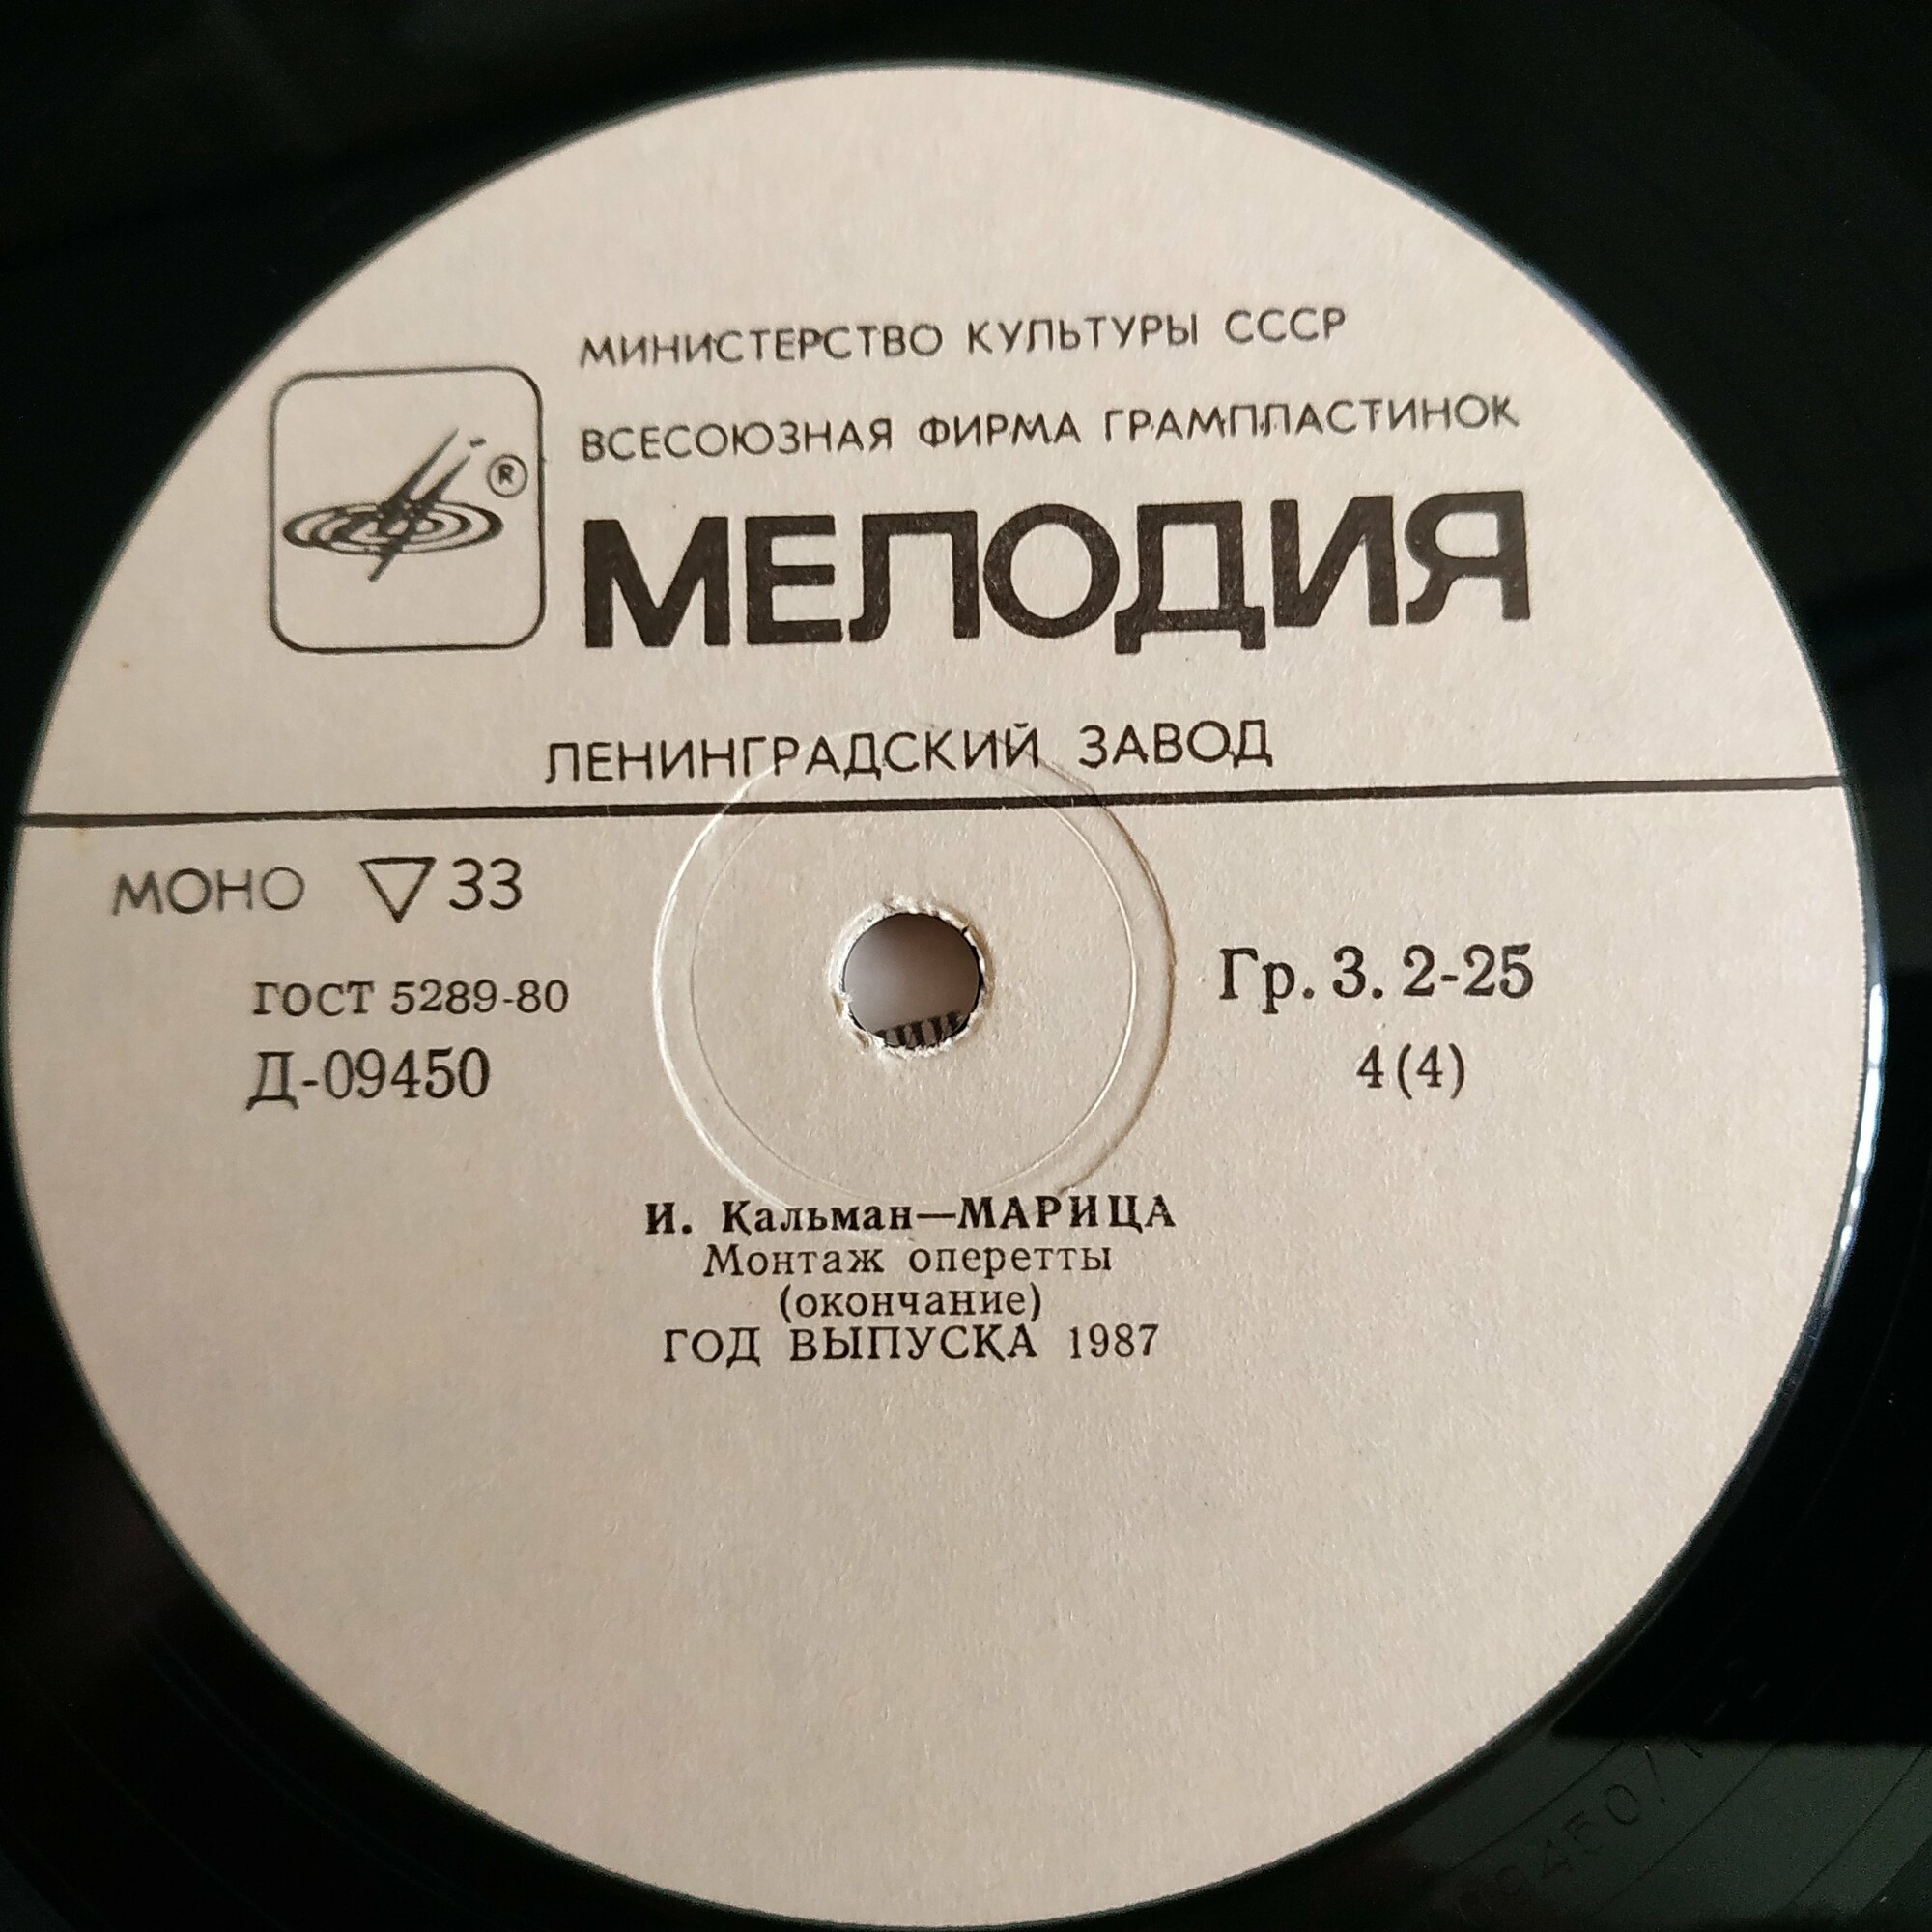 МИНИСТЕРСТВО КУЛЬТУРЫ СССР
ВСЕСОЮЗНАЯ ФИРМА ГРАМПЛАСТИНОК
®
МЕЛОДИЯ
ЛЕНИНГРАДСКИЙ ЗАВОД
МОНО ▽33
ГОСТ 5289-80
Д-09450
Гр. 3. 2-25
4(4)
И. Кальман—МАРИЦА
Монтаж оперетты
(окончание)
ГОД ВЫПУСКА 1987